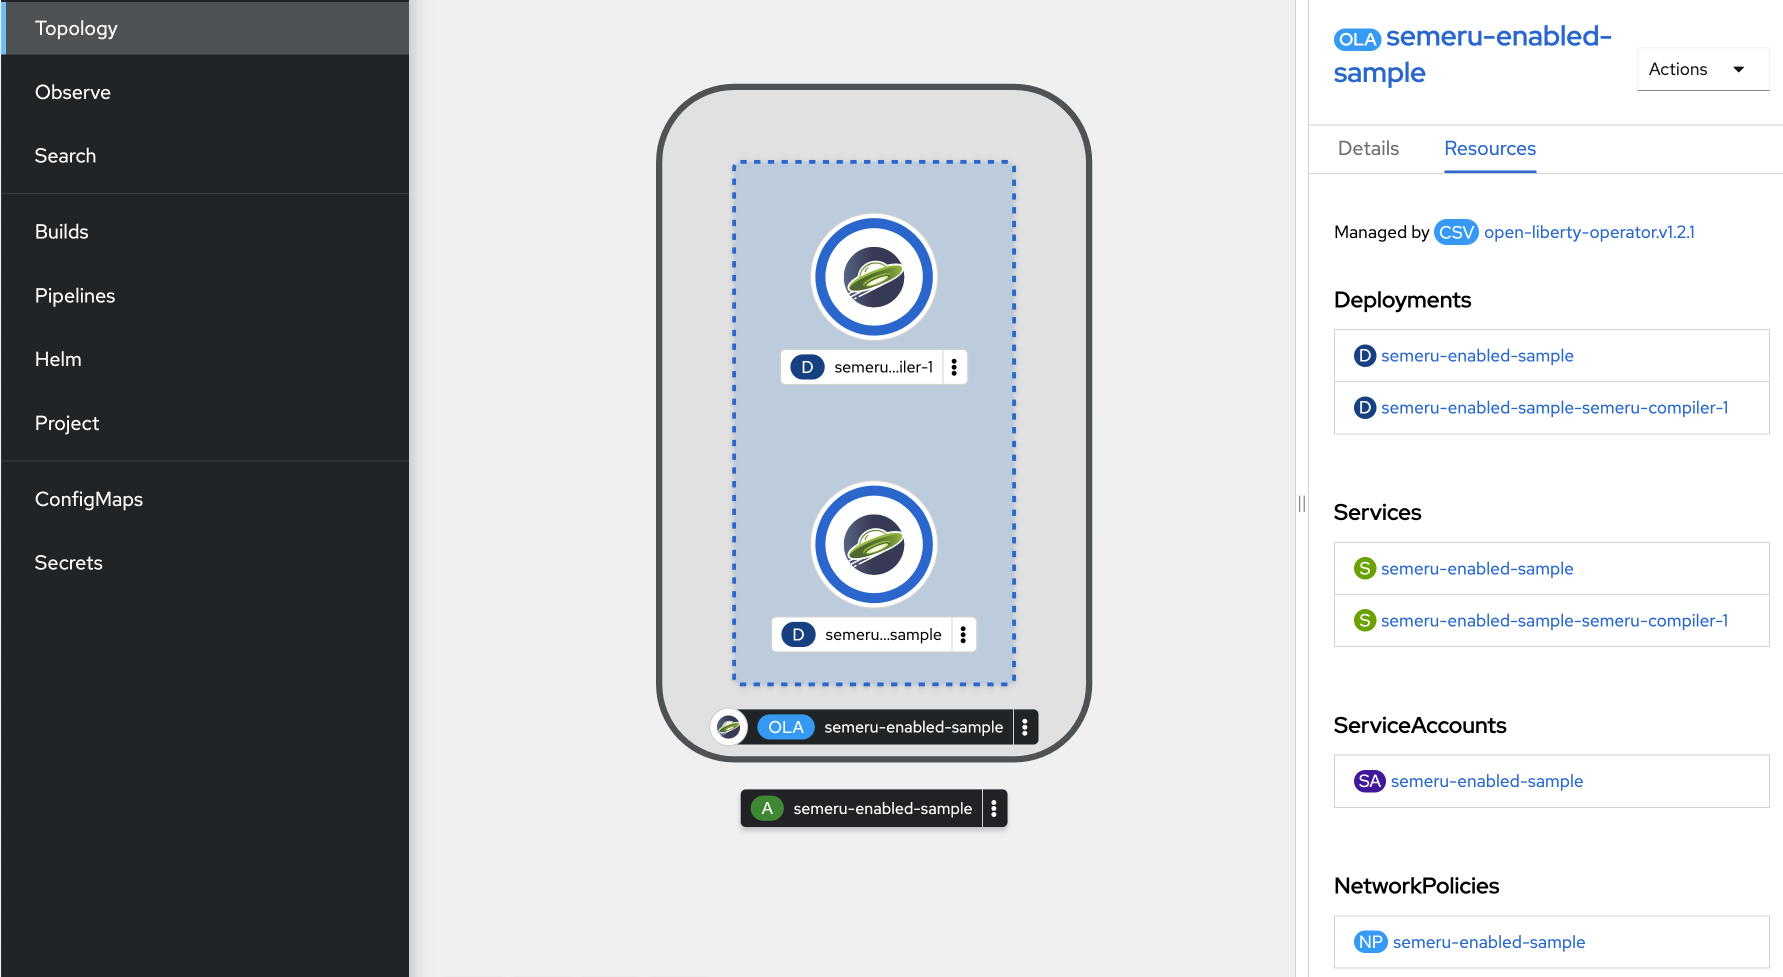 Topology
Observe
Search
Builds
Pipelines
Helm
Project
ConfigMaps
Secrets
D semeru...iler-1
D semeru...sample
OLA semeru-enabled-sample
A semeru-enabled-sample
OLA semeru-enabled-
sample
Actions
Details Resources
Managed by CSV open-liberty-operator.v1.2.1
Deployments
D semeru-enabled-sample
D semeru-enabled-sample-semeru-compiler-1
Services
S semeru-enabled-sample
S semeru-enabled-sample-semeru-compiler-1
ServiceAccounts
SA semeru-enabled-sample
NetworkPolicies
NP semeru-enabled-sample